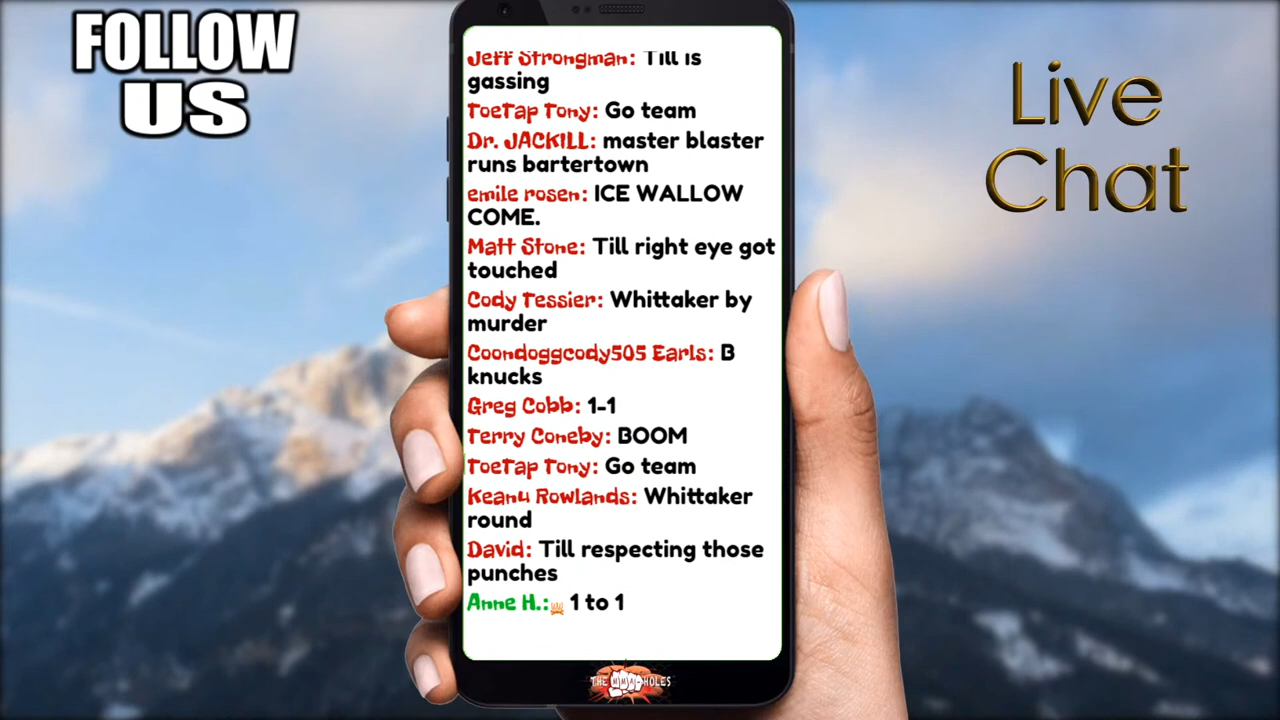 FOLLOW
US
Live
Chat
Jeff Strongman: Till is
gassing
ToeTap Tony: Go team
Dr. JACKILL: master blaster
runs bartertown
emile rosen: ICE WALLOW
COME.
Matt Stone: Till right eye got
touched
Cody Tessier: Whittaker by
murder
Coondoggcody505 Earls: B
knucks
Greg Cobb: 1-1
Terry Coneby: BOOM
ToeTap Tony: Go team
Keanu Rowlands: Whittaker
round
David: Till respecting those
punches
Anne H.: 1 to 1
THE MMA-HOLES